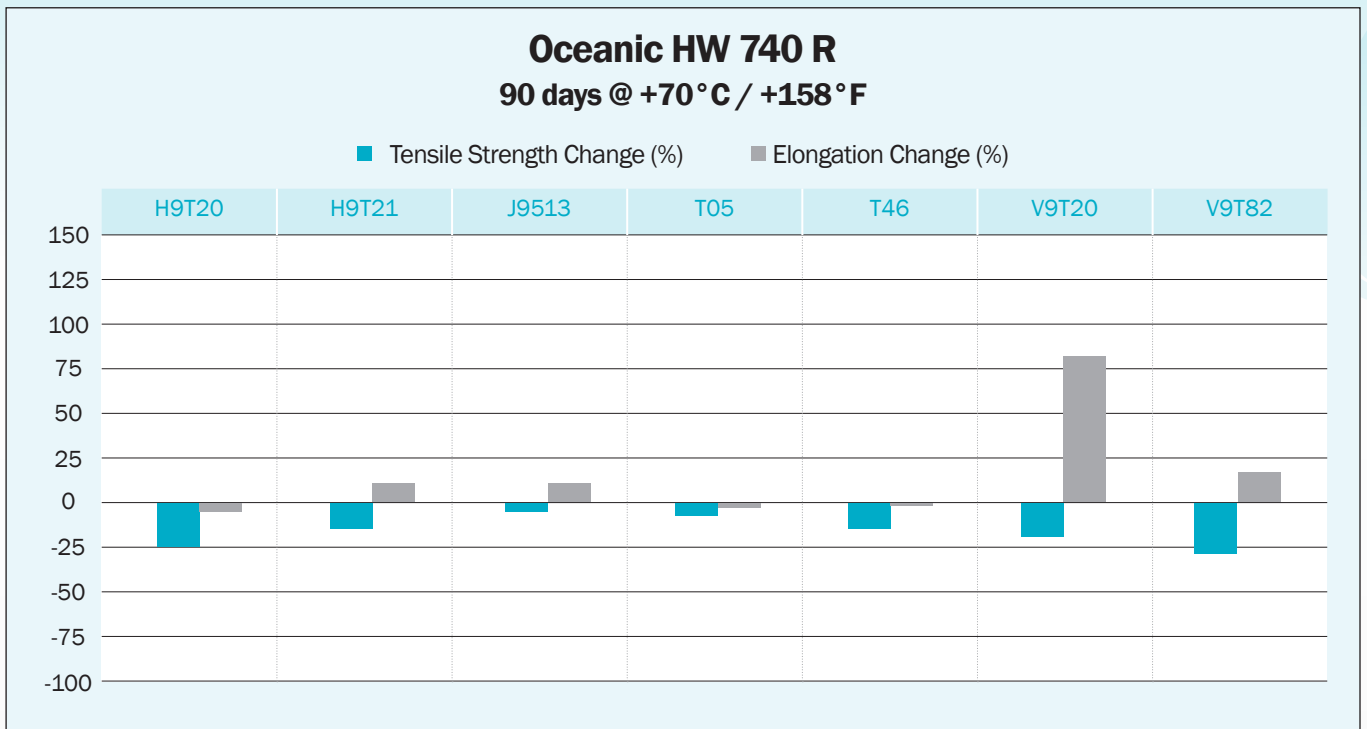 Oceanic HW 740 R
90 days @ +70°C / +158°F
Tensile Strength Change (%) Elongation Change (%)
H9T20 H9T21 J9513 T05 T46 V9T20 V9T82
150
125
100
75
50
25
0
-25
-50
-75
-100